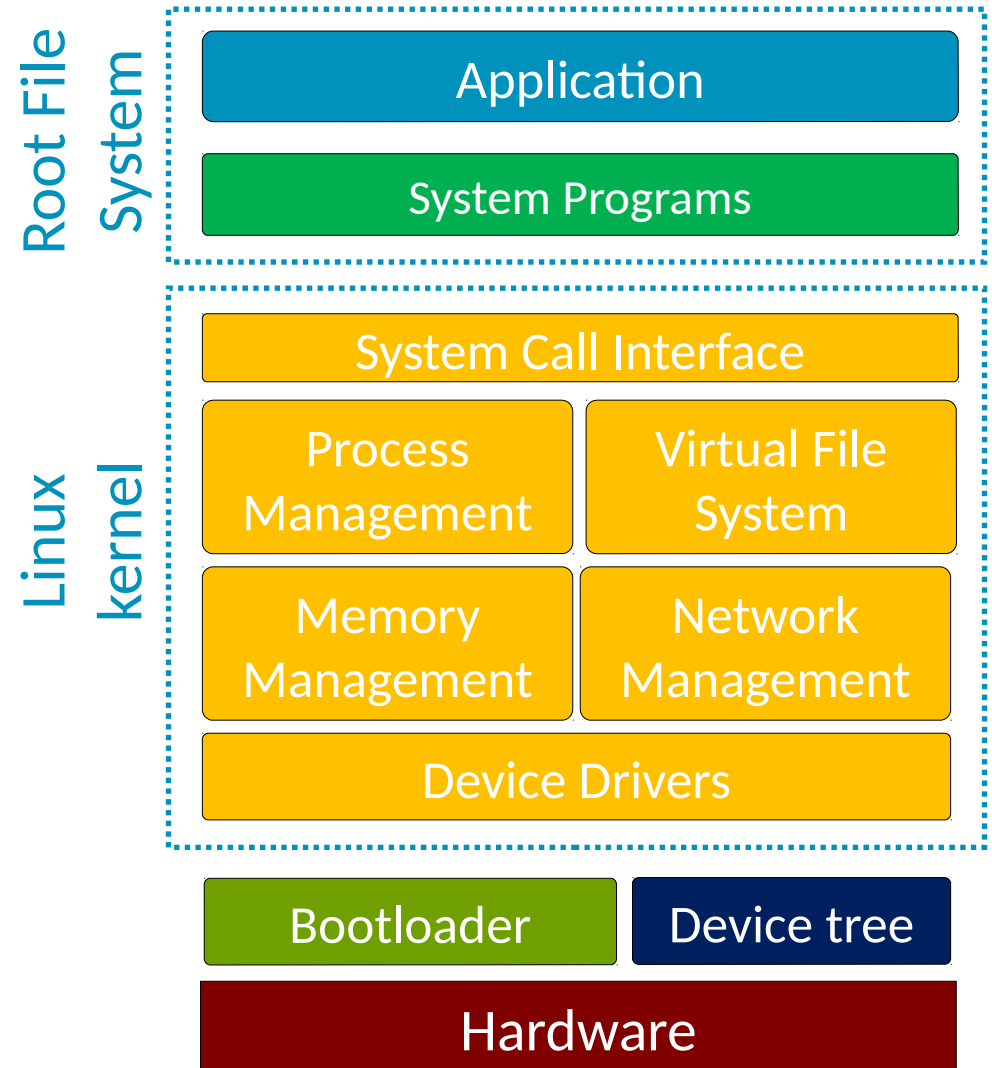 Root File
System
Application
System Programs
Linux
kernel
System Call Interface
Process
Management
Virtual File
System
Memory
Management
Network
Management
Device Drivers
Bootloader
Device tree
Hardware